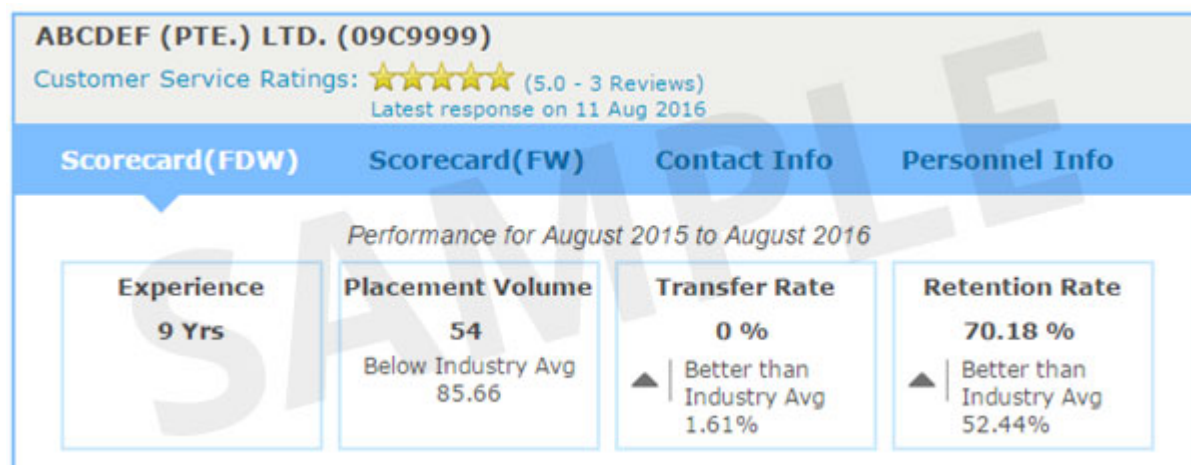 ABCDEF (PTE.) LTD. (09C9999)
Customer Service Ratings: (5.0 - 3 Reviews)
Latest response on 11 Aug 2016
Scorecard(FDW) Scorecard(FW) Contact Info Personnel Info
SAMPLE
Performance for August 2015 to August 2016
Experience
9 Yrs
Placement Volume
54
Below Industry Avg
85.66
Transfer Rate
0 %
Better than
Industry Avg
1.61%
Retention Rate
70.18 %
Better than
Industry Avg
52.44%